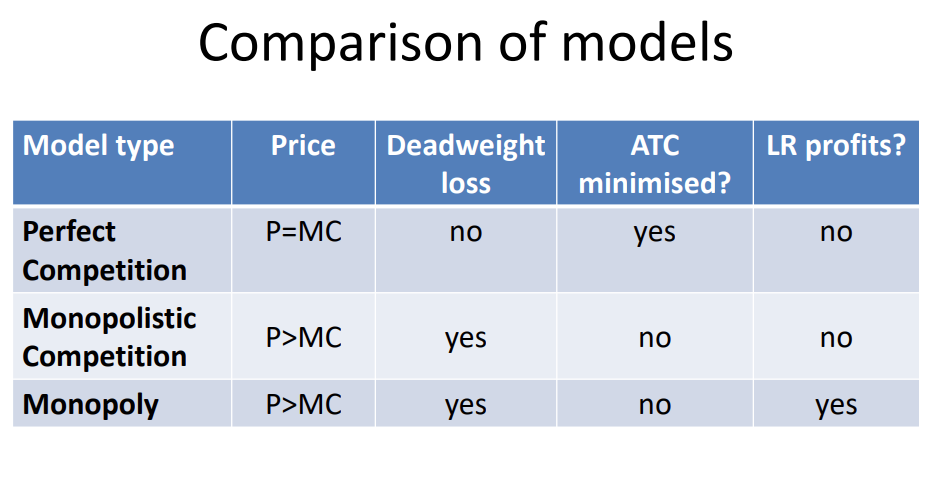 Comparison of models
Model type Price Deadweight loss ATC minimised? LR profits?
Perfect Competition P=MC no yes no
Monopolistic Competition P>MC yes no no
Monopoly P>MC yes no yes